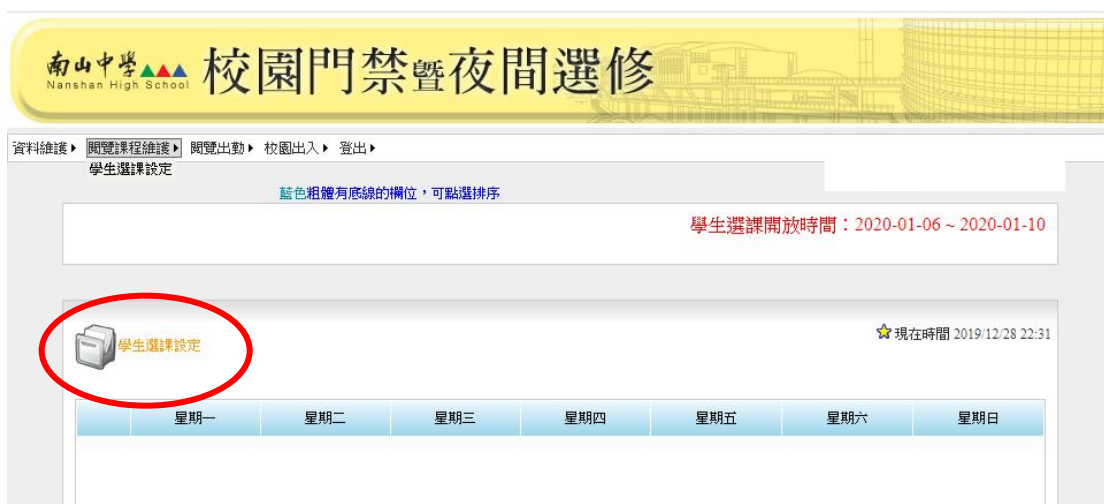 南山中學 校園門禁暨夜間選修
Nanshan High School
資料維護 閱覽課程維護 閱覽出勤 校園出入 登出
學生選課設定
藍色粗體有底線的欄位,可點選排序
學生選課開放時間:2020-01-06 ~ 2020-01-10
學生選課設定
現在時間 2019/12/28 22:31
星期一 星期二 星期三 星期四 星期五 星期六 星期日